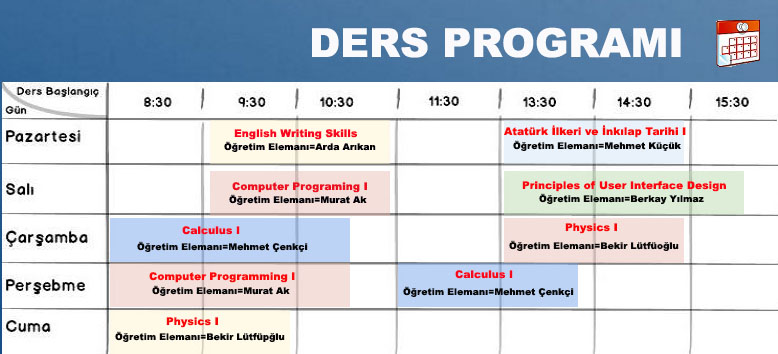 DERS PROGRAMI
Ders Başlangıç
Gün
8:30 9:30 10:30 11:30 13:30 14:30 15:30
Pazartesi
English Writing Skills
Öğretim Elemanı=Arda Arıkan
Atatürk İlkeri ve İnkılap Tarihi I
Öğretim Elemanı=Mehmet Küçük
Salı
Computer Programing I
Öğretim Elemanı=Murat Ak
Principles of User Interface Design
Öğretim Elemanı=Berkay Yılmaz
Çarşamba
Calculus I
Öğretim Elemanı=Mehmet Çenkçi
Physics I
Öğretim Elemanı=Bekir Lütfüoğlu
Perşebme
Computer Programming I
Öğretim Elemanı=Murat Ak
Calculus I
Öğretim Elemanı=Mehmet Çenkçi
Cuma
Physics I
Öğretim Elemanı=Bekir Lütfüpğlu